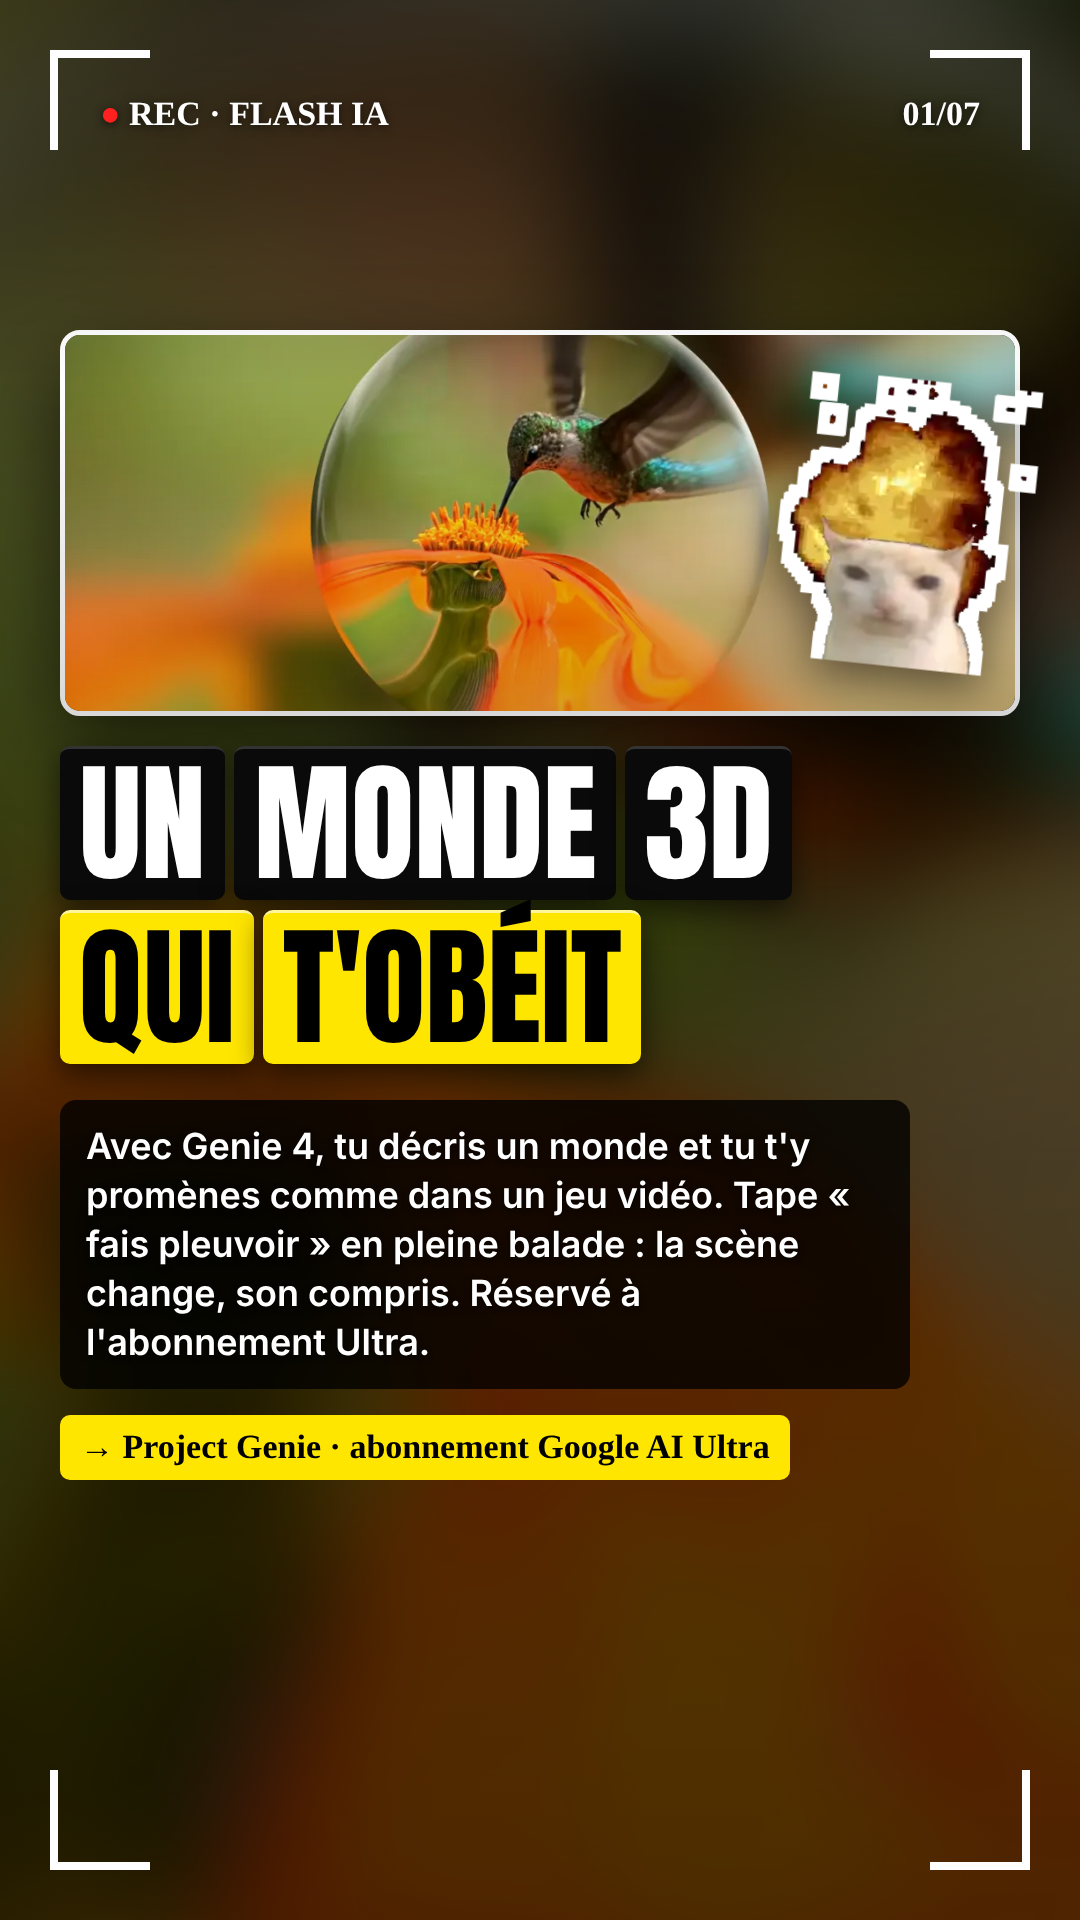 REC · FLASH IA
01/07
UN MONDE 3D
QUI T'OBÉIT
Avec Genie 4, tu décris un monde et tu t'y
promènes comme dans un jeu vidéo. Tape «
fais pleuvoir » en pleine balade : la scène
change, son compris. Réservé à
l'abonnement Ultra.
→ Project Genie · abonnement Google AI Ultra